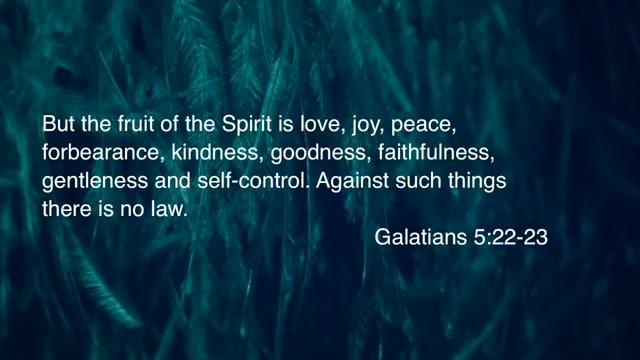 But the fruit of the Spirit is love, joy, peace,
forbearance, kindness, goodness, faithfulness,
gentleness and self-control. Against such things
there is no law.
Galatians 5:22-23